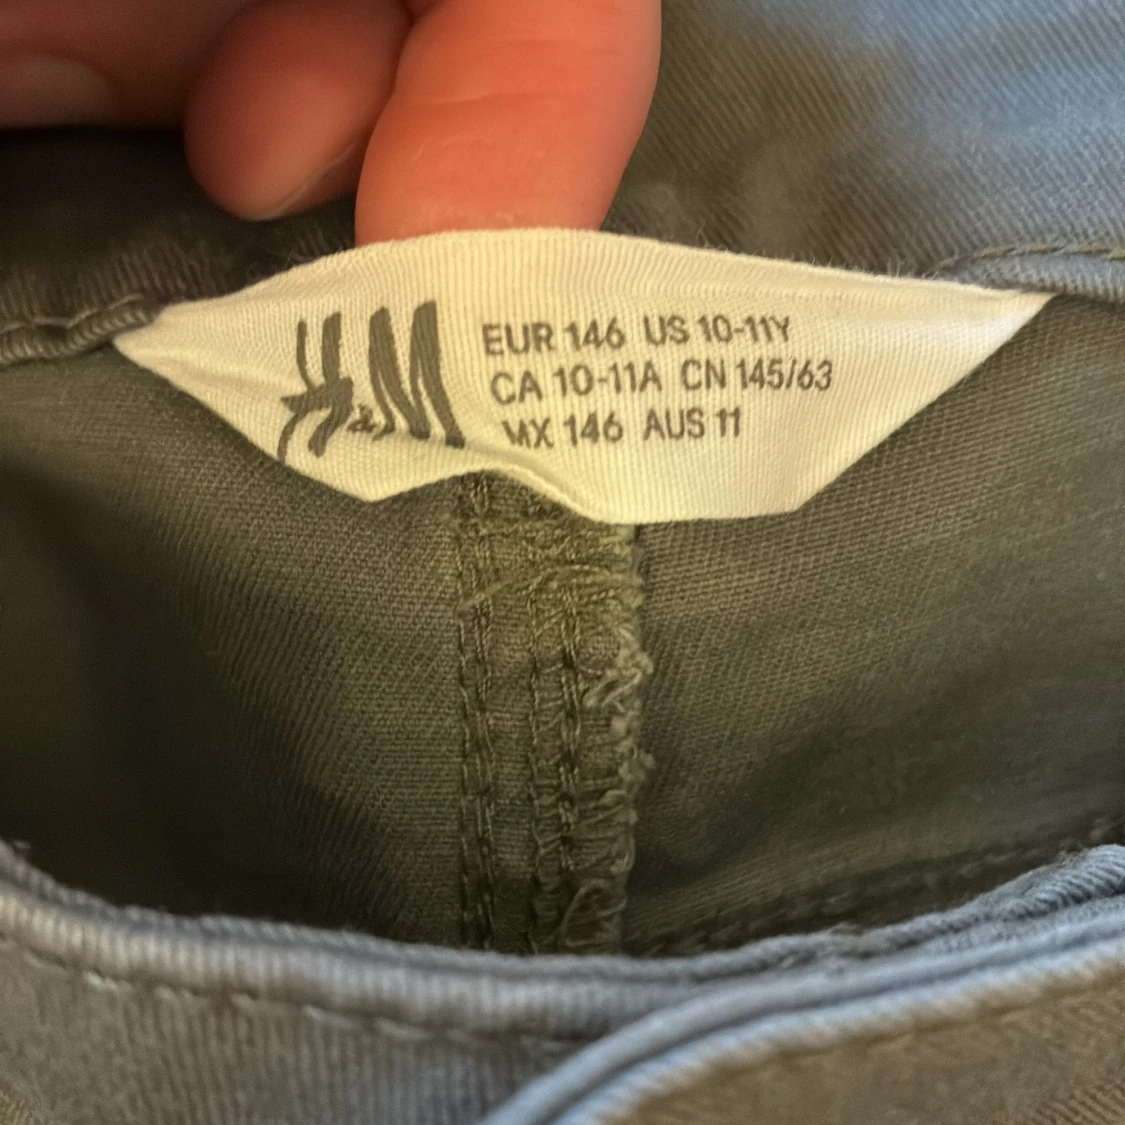 H&M
EUR 146 US 10-11Y
CA 10-11A CN 145/63
MX 146 AUS 11